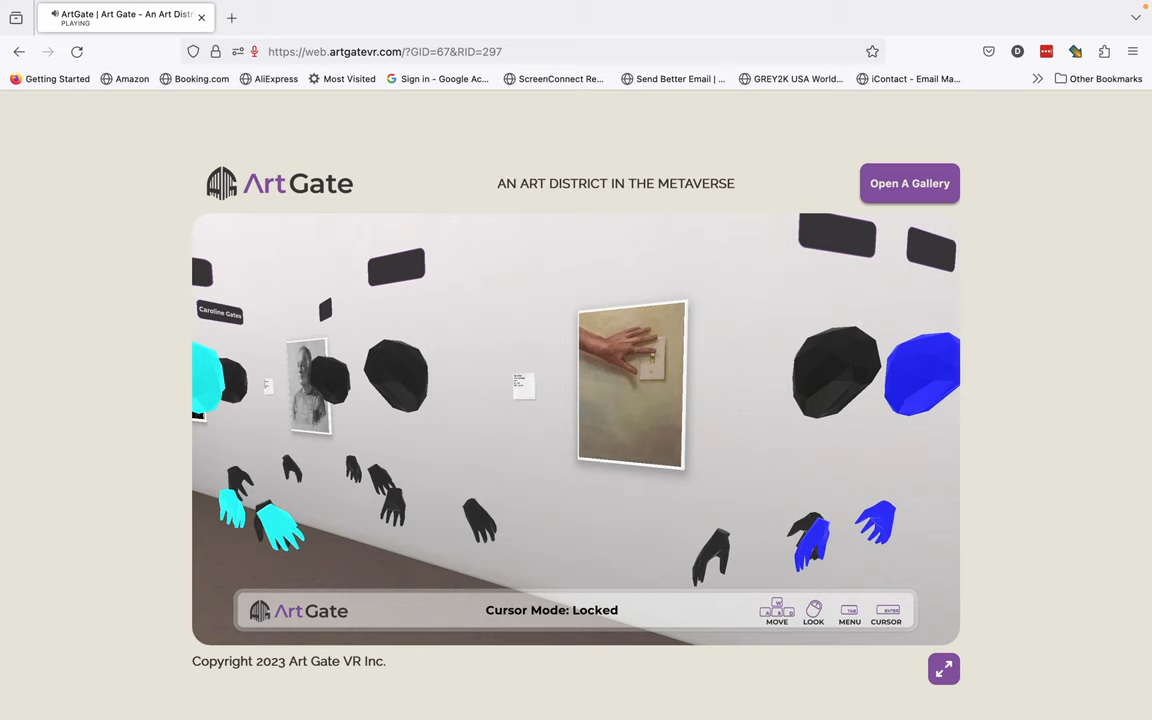 ArtGate | Art Gate - An Art Distri
PLAYING
https://web.artgatevr.com/?GID=67&RID=297
Getting Started
Amazon
Booking.com
AliExpress
Most Visited
Sign in - Google Ac...
ScreenConnect Re...
Send Better Email | ...
GREY2K USA World...
iContact - Email Ma...
Other Bookmarks
ArtGate
AN ART DISTRICT IN THE METAVERSE
Open A Gallery
Caroline Gates
ArtGate
Cursor Mode: Locked
W
A S D
MOVE
LOOK
TAB
MENU
ENTER
CURSOR
Copyright 2023 Art Gate VR Inc.